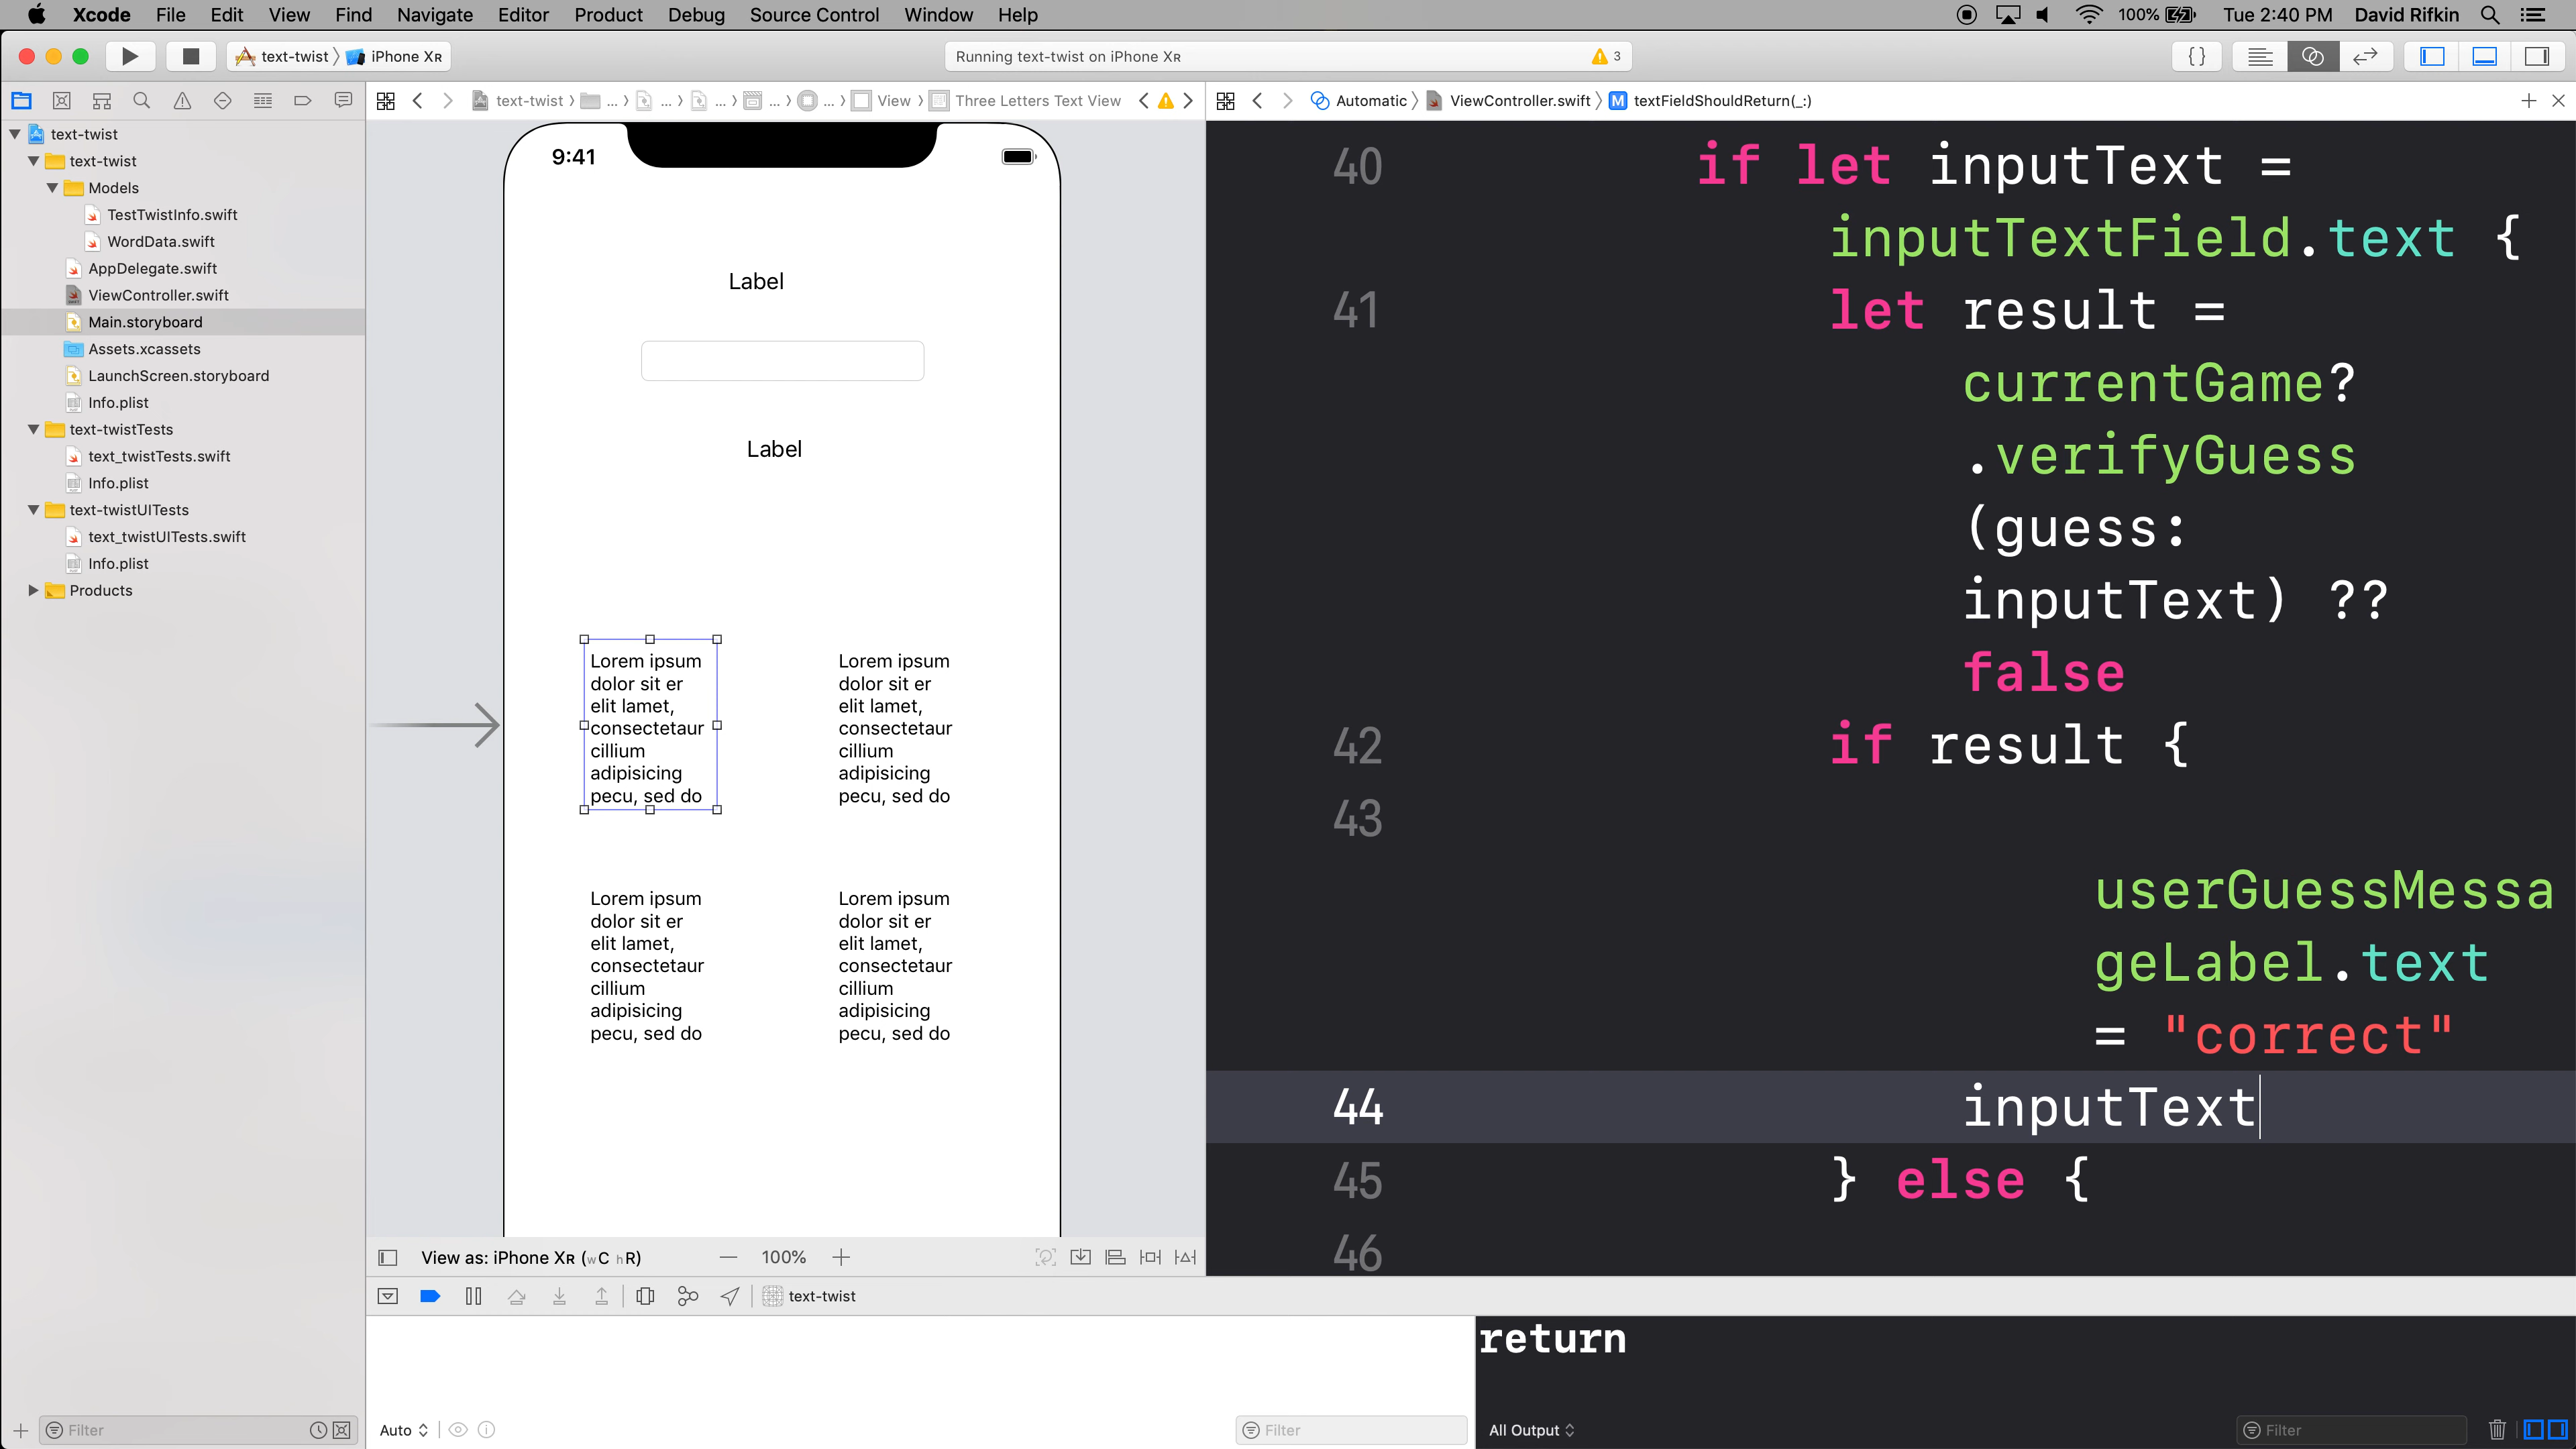 Xcode File Edit View Find Navigate Editor Product Debug Source Control Window Help 100% Tue 2:40 PM David Rifkin
text-twist iPhone XR Running text-twist on iPhone XR 3 { }
text-twist ... ... ... ... ... View Three Letters Text View
Automatic ViewController.swift M textFieldShouldReturn(_:)
text-twist
text-twist
Models
TestTwistInfo.swift
WordData.swift
AppDelegate.swift
ViewController.swift
Main.storyboard
Assets.xcassets
LaunchScreen.storyboard
Info.plist
text-twistTests
text_twistTests.swift
Info.plist
text-twistUITests
text_twistUITests.swift
Info.plist
Products
Filter
9:41
Label
Label
Lorem ipsum
dolor sit er
elit lamet,
consectetaur
cillium
adipisicing
pecu, sed do
Lorem ipsum
dolor sit er
elit lamet,
consectetaur
cillium
adipisicing
pecu, sed do
Lorem ipsum
dolor sit er
elit lamet,
consectetaur
cillium
adipisicing
pecu, sed do
Lorem ipsum
dolor sit er
elit lamet,
consectetaur
cillium
adipisicing
pecu, sed do
View as: iPhone XR (wC hR) 100%
40 if let inputText =
inputTextField.text {
41 let result =
currentGame?
.verifyGuess
(guess:
inputText) ??
false
42 if result {
43
userGuessMessa
geLabel.text
= "correct"
44 inputText
45 } else {
46
text-twist
return
Auto Filter
All Output Filter